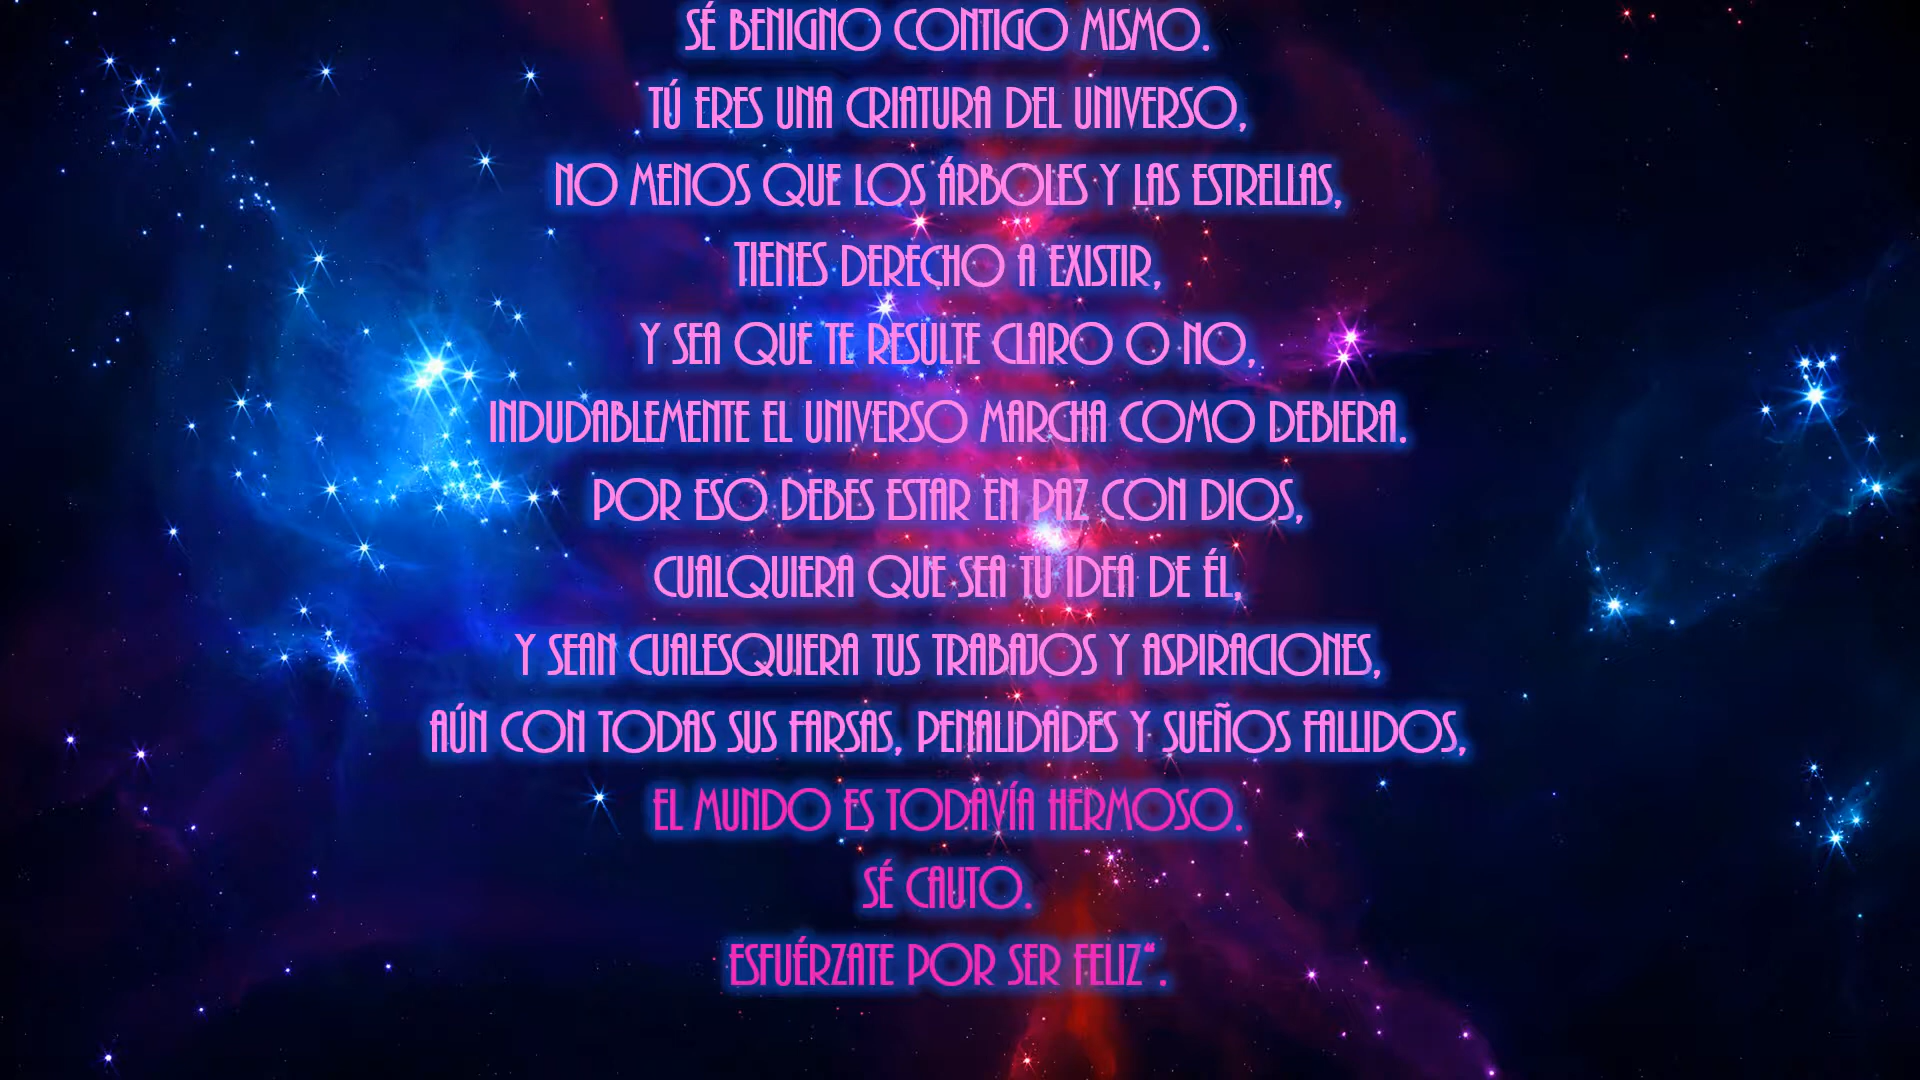 SÉ BENIGNO CONTIGO MISMO.
TÚ ERES UNA CRIATURA DEL UNIVERSO,
NO MENOS QUE LOS ÁRBOLES Y LAS ESTRELLAS,
TIENES DERECHO A EXISTIR,
Y SEA QUE TE RESULTE CLARO O NO,
INDUDABLEMENTE EL UNIVERSO MARCHA COMO DEBIERA.
POR ESO DEBES ESTAR EN PAZ CON DIOS,
CUALQUIERA QUE SEA TU IDEA DE ÉL,
Y SEAN CUALESQUIERA TUS TRABAJOS Y ASPIRACIONES,
AÚN CON TODAS SUS FARSAS, PENALIDADES Y SUEÑOS FALLIDOS,
EL MUNDO ES TODAVÍA HERMOSO.
SÉ CAUTO.
ESFUÉRZATE POR SER FELIZ“.